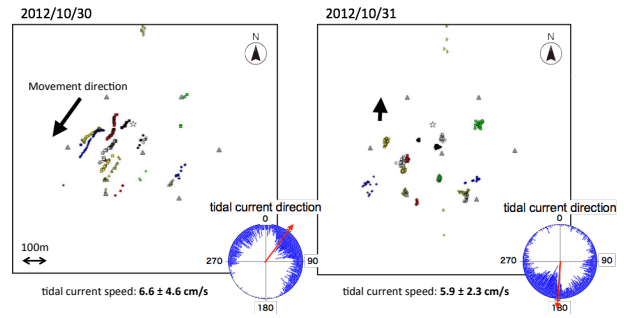 2012/10/30
2012/10/31
N
N
Movement direction
tidal current direction
tidal current direction
0
0
270
90
270
90
180
180
100m
tidal current speed: 6.6 ± 4.6 cm/s
tidal current speed: 5.9 ± 2.3 cm/s